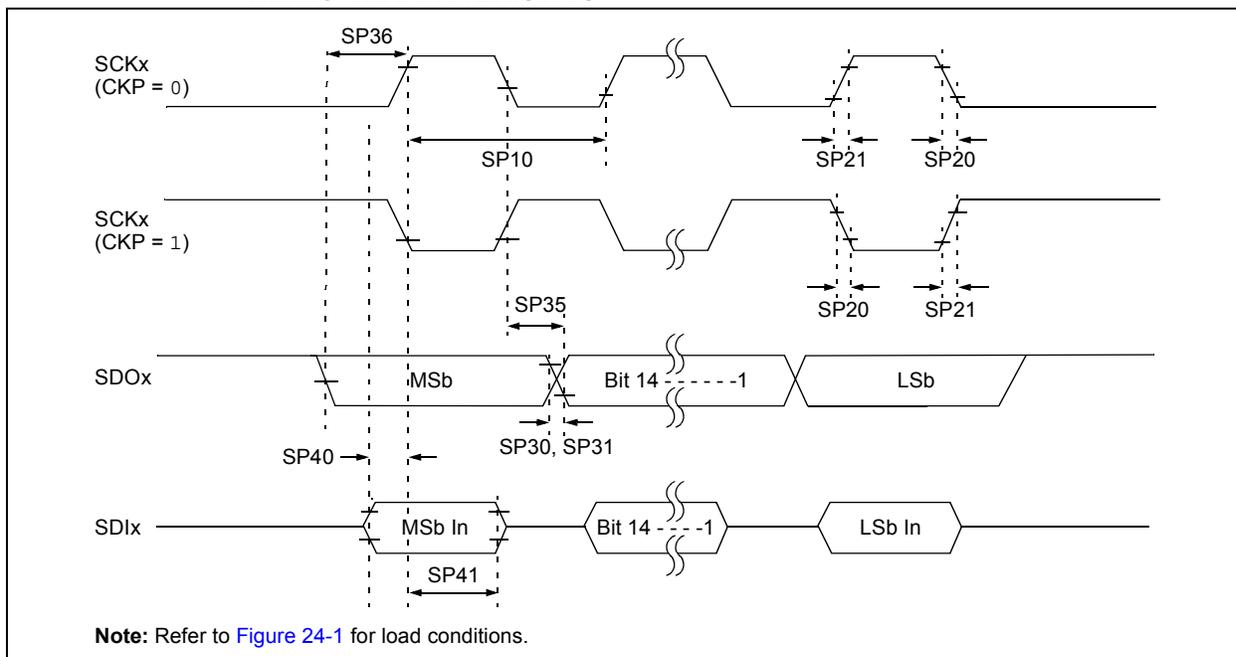 SP36
SCKx
(CKP = 0)
SP10
SP21
SP20
SCKx
(CKP = 1)
SP35
SP20
SP21
SDOx
MSb
Bit 14 - - - - - -1
LSb
SP30, SP31
SP40
SDIx
MSb In
Bit 14 - - - -1
LSb In
SP41
Note: Refer to Figure 24-1 for load conditions.